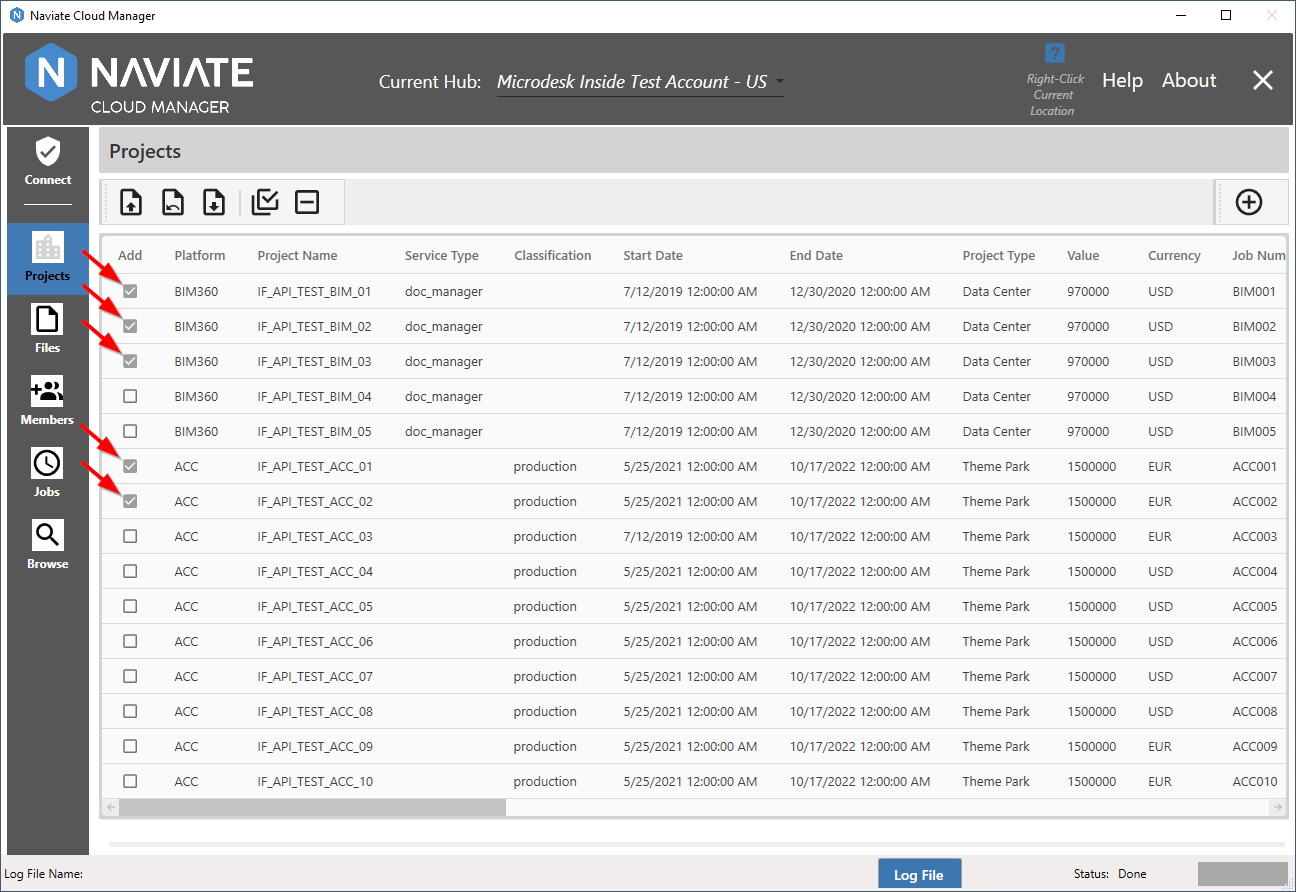 Naviate Cloud Manager
N NAVIATE
CLOUD MANAGER
Current Hub: Microdesk Inside Test Account - US
?
Right-Click
Current
Location
Help About
Connect
Projects
Files
Members
Jobs
Browse
Projects
Add Platform Project Name Service Type Classification Start Date End Date Project Type Value Currency Job Num
BIM360 IF_API_TEST_BIM_01 doc_manager 7/12/2019 12:00:00 AM 12/30/2020 12:00:00 AM Data Center 970000 USD BIM001
BIM360 IF_API_TEST_BIM_02 doc_manager 7/12/2019 12:00:00 AM 12/30/2020 12:00:00 AM Data Center 970000 USD BIM002
BIM360 IF_API_TEST_BIM_03 doc_manager 7/12/2019 12:00:00 AM 12/30/2020 12:00:00 AM Data Center 970000 USD BIM003
BIM360 IF_API_TEST_BIM_04 doc_manager 7/12/2019 12:00:00 AM 12/30/2020 12:00:00 AM Data Center 970000 USD BIM004
BIM360 IF_API_TEST_BIM_05 doc_manager 7/12/2019 12:00:00 AM 12/30/2020 12:00:00 AM Data Center 970000 USD BIM005
ACC IF_API_TEST_ACC_01 production 5/25/2021 12:00:00 AM 10/17/2022 12:00:00 AM Theme Park 1500000 EUR ACC001
ACC IF_API_TEST_ACC_02 production 5/25/2021 12:00:00 AM 10/17/2022 12:00:00 AM Theme Park 1500000 EUR ACC002
ACC IF_API_TEST_ACC_03 production 7/12/2019 12:00:00 AM 10/17/2022 12:00:00 AM Theme Park 1500000 EUR ACC003
ACC IF_API_TEST_ACC_04 production 5/25/2021 12:00:00 AM 10/17/2022 12:00:00 AM Theme Park 1500000 USD ACC004
ACC IF_API_TEST_ACC_05 production 5/25/2021 12:00:00 AM 10/17/2022 12:00:00 AM Theme Park 1500000 USD ACC005
ACC IF_API_TEST_ACC_06 production 5/25/2021 12:00:00 AM 10/17/2022 12:00:00 AM Theme Park 1500000 USD ACC006
ACC IF_API_TEST_ACC_07 production 5/25/2021 12:00:00 AM 10/17/2022 12:00:00 AM Theme Park 1500000 USD ACC007
ACC IF_API_TEST_ACC_08 production 5/25/2021 12:00:00 AM 10/17/2022 12:00:00 AM Theme Park 1500000 USD ACC008
ACC IF_API_TEST_ACC_09 production 5/25/2021 12:00:00 AM 10/17/2022 12:00:00 AM Theme Park 1500000 EUR ACC009
ACC IF_API_TEST_ACC_10 production 5/25/2021 12:00:00 AM 10/17/2022 12:00:00 AM Theme Park 1500000 EUR ACC010
Log File Name: Log File Status: Done